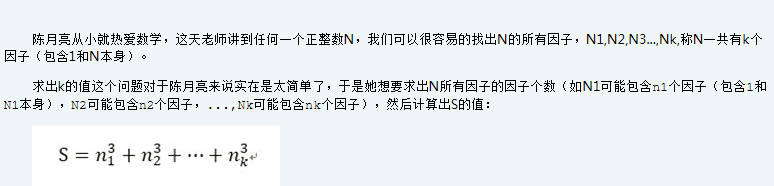 陈月亮从小就热爱数学，这天老师讲到任何一个正整数N，我们可以很容易的找出N的所有因子，N1,N2,N3...,Nk,称N一共有k个
因子（包含1和N本身）。
求出k的值这个问题对于陈月亮来说实在是太简单了，于是她想要求出N所有因子的因子个数（如N1可能包含n1个因子（包含1和
N1本身），N2可能包含n2个因子，...,Nk可能包含nk个因子），然后计算出S的值：
S = n₁³ + n₂³ + ⋯ + nₖ³↵